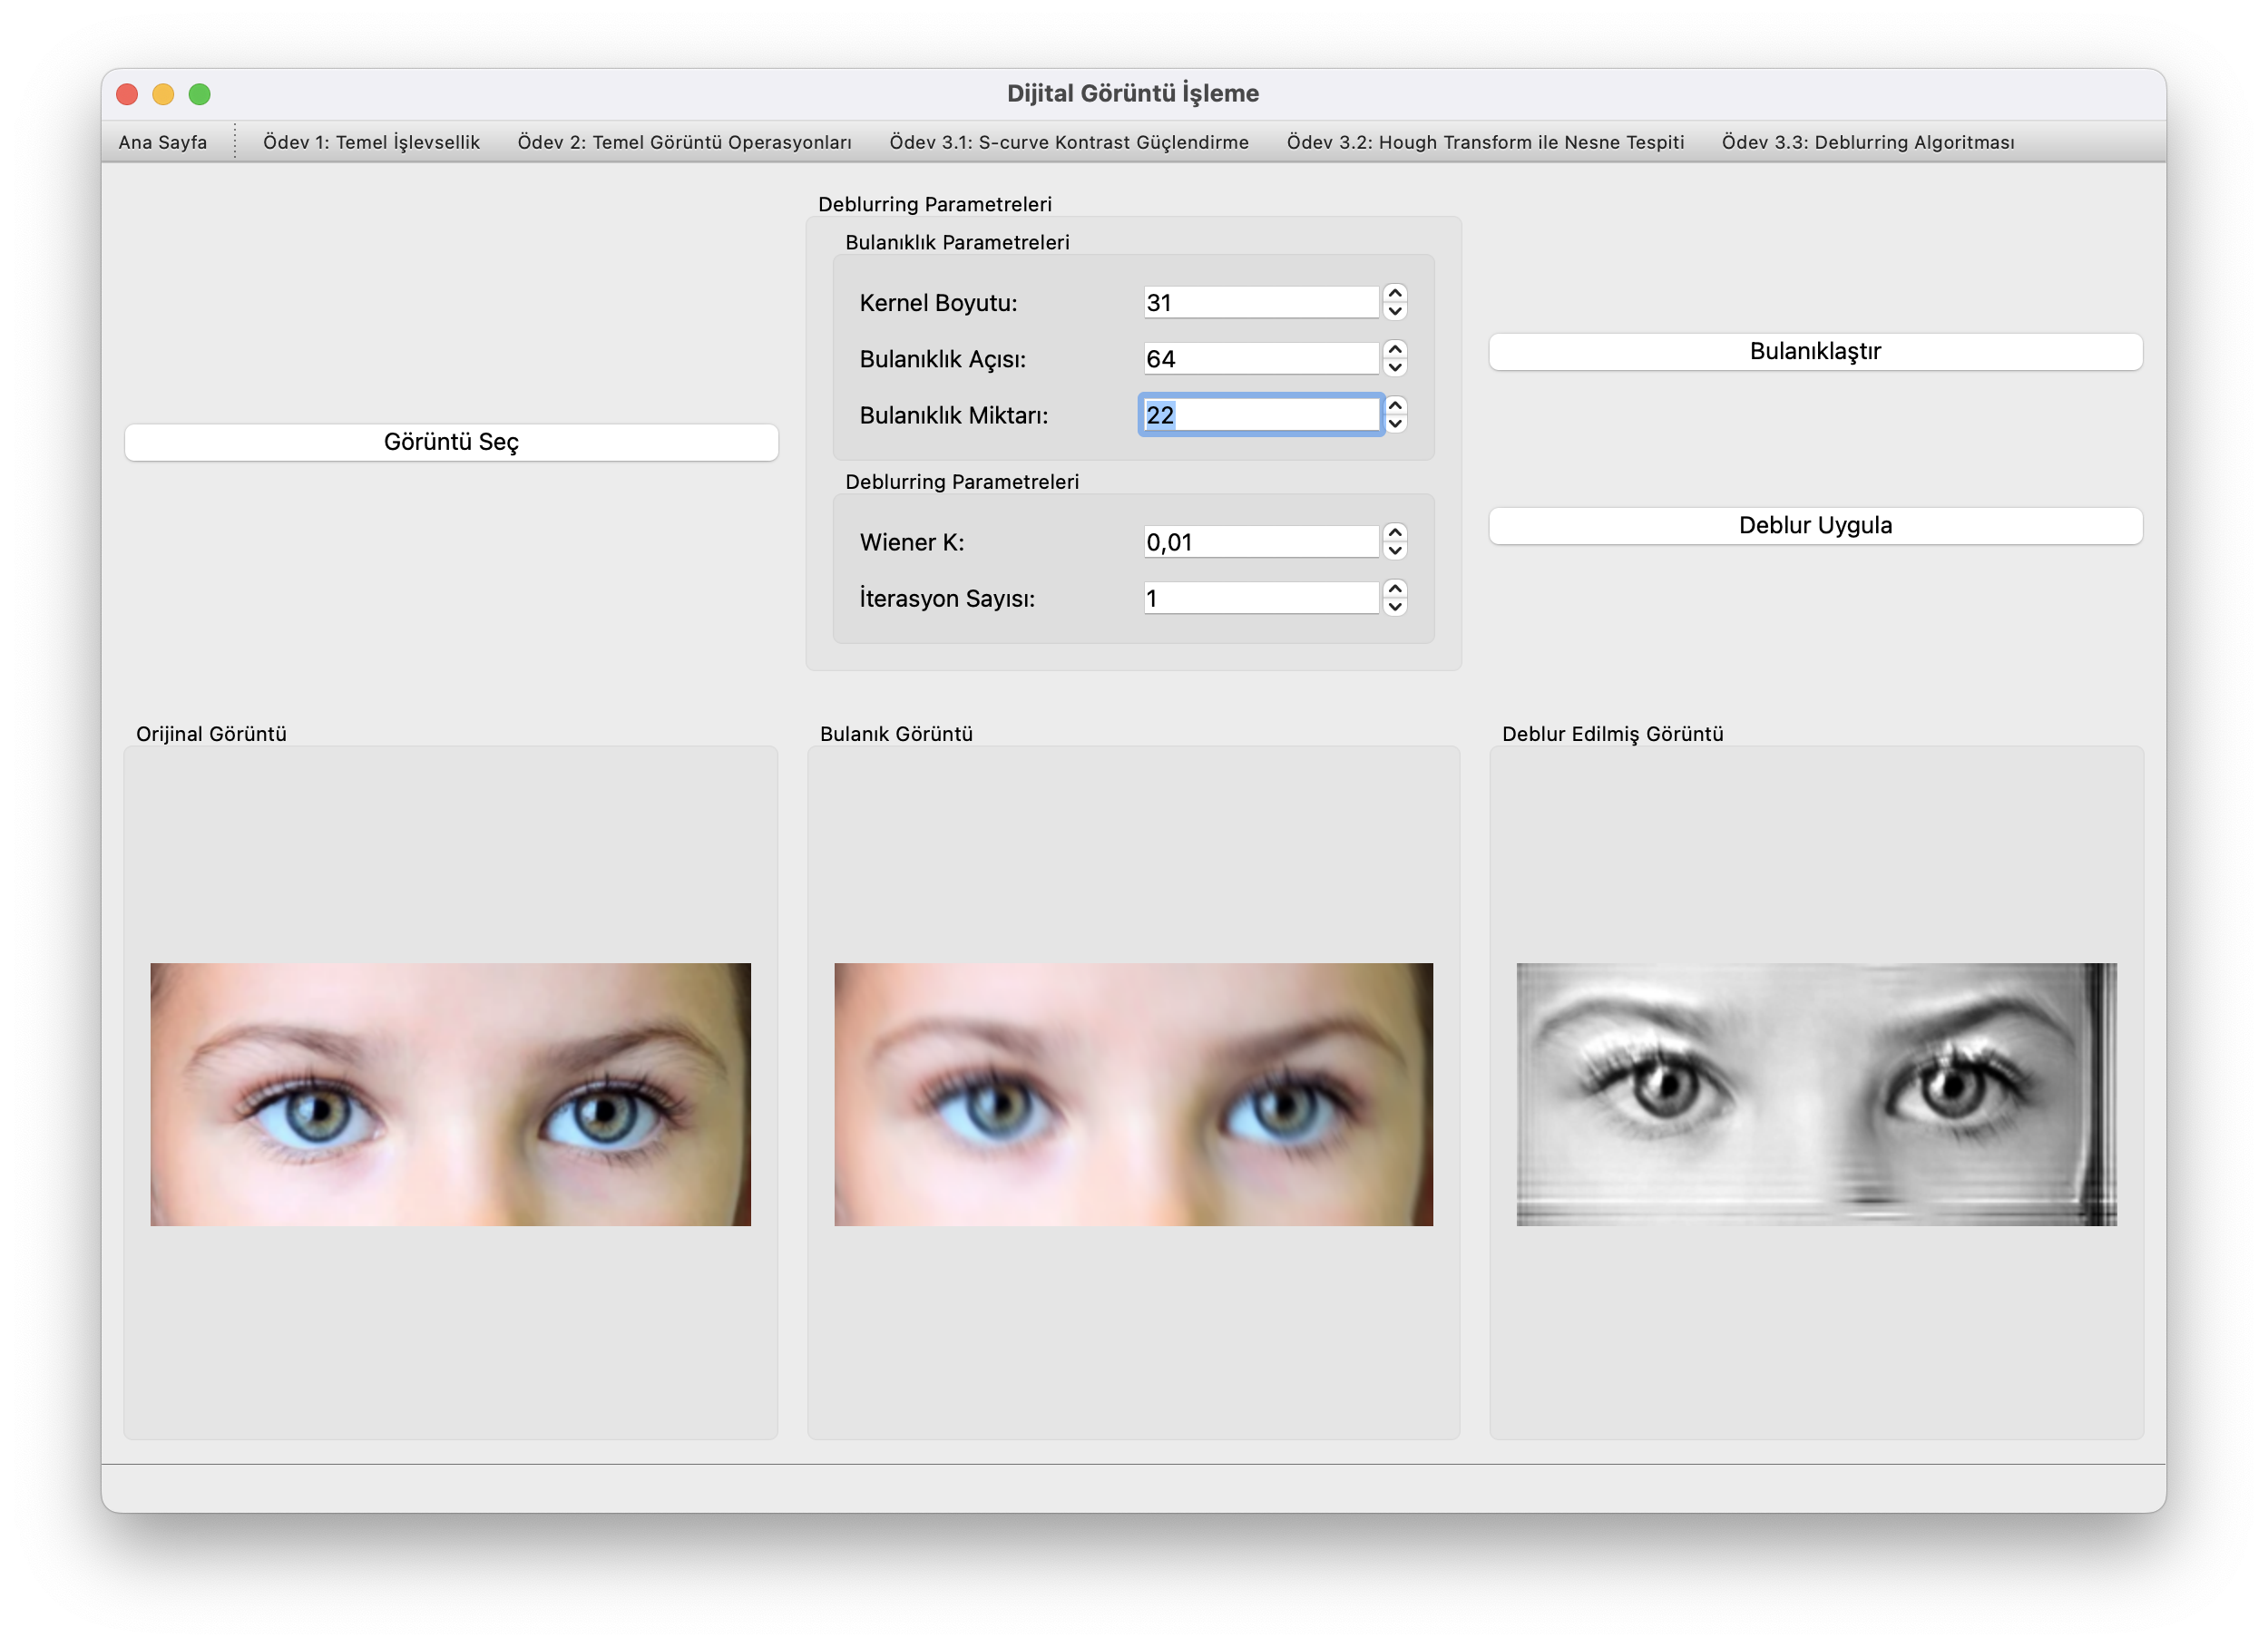 Dijital Görüntü İşleme
Ana Sayfa Ödev 1: Temel İşlevsellik Ödev 2: Temel Görüntü Operasyonları Ödev 3.1: S-curve Kontrast Güçlendirme Ödev 3.2: Hough Transform ile Nesne Tespiti Ödev 3.3: Deblurring Algoritması
Görüntü Seç
Deblurring Parametreleri
Bulanıklık Parametreleri
Kernel Boyutu: 31
Bulanıklık Açısı: 64
Bulanıklık Miktarı: 22
Deblurring Parametreleri
Wiener K: 0,01
İterasyon Sayısı: 1
Bulanıklaştır
Deblur Uygula
Orijinal Görüntü
Bulanık Görüntü
Deblur Edilmiş Görüntü